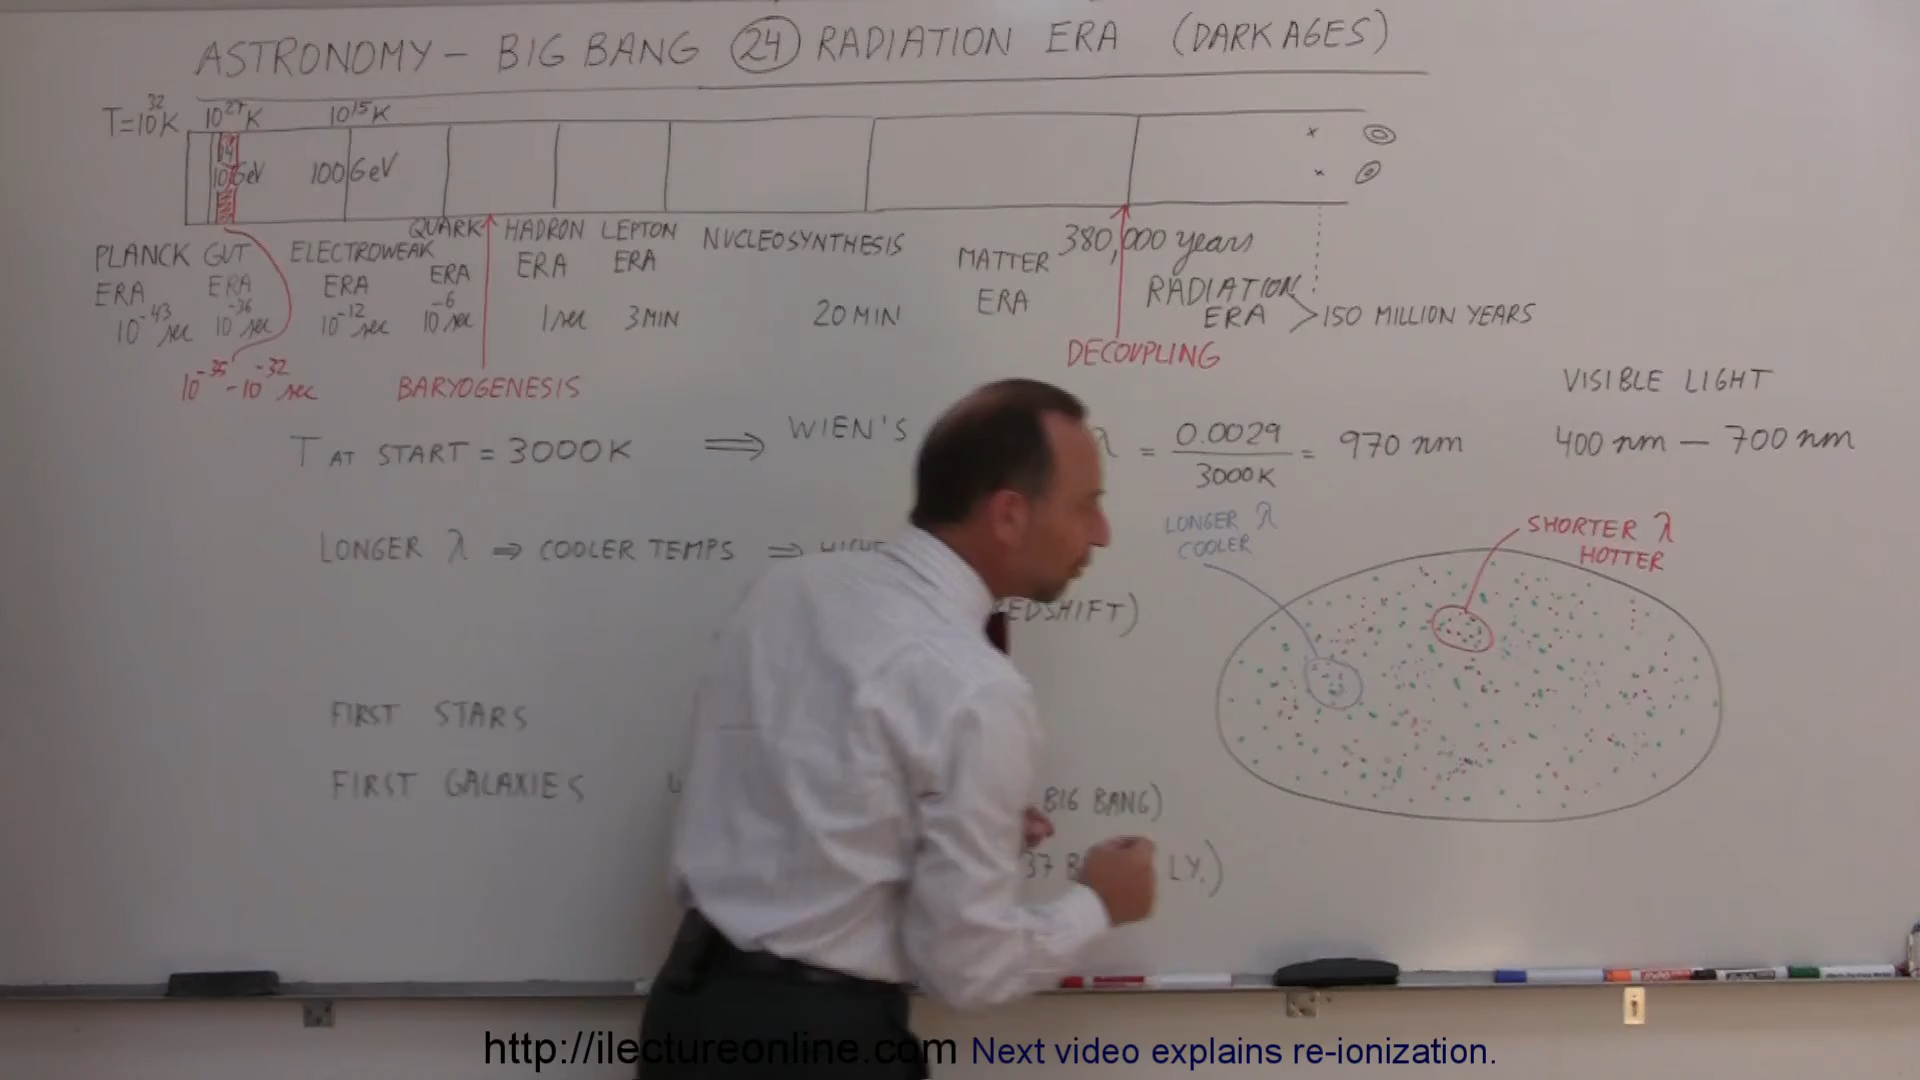 ASTRONOMY - BIG BANG 24 RADIATION ERA (DARK AGES)
T=10^32 K 10^27 K 10^15 K
10^14 GeV 100 GeV
PLANCK ERA 10^-43 sec
GUT ERA 10^-36 sec
ELECTROWEAK ERA 10^-12 sec
QUARK ERA 10^-6 sec
HADRON ERA 1 sec
LEPTON ERA 3 MIN
NUCLEOSYNTHESIS 20 MIN
MATTER ERA
380,000 years
RADIATION ERA > 150 MILLION YEARS
10^-35 - 10^-32 sec
BARYOGENESIS
DECOUPLING
VISIBLE LIGHT
400 nm — 700 nm
T AT START = 3000K ⇒ WIEN'S λ = 0.0029 / 3000K = 970 nm
LONGER λ ⇒ COOLER TEMPS ⇒
REDSHIFT)
LONGER λ
COOLER
SHORTER λ
HOTTER
FIRST STARS
FIRST GALAXIES
BIG BANG)
LY.)
http://ilectureonline.com Next video explains re-ionization.